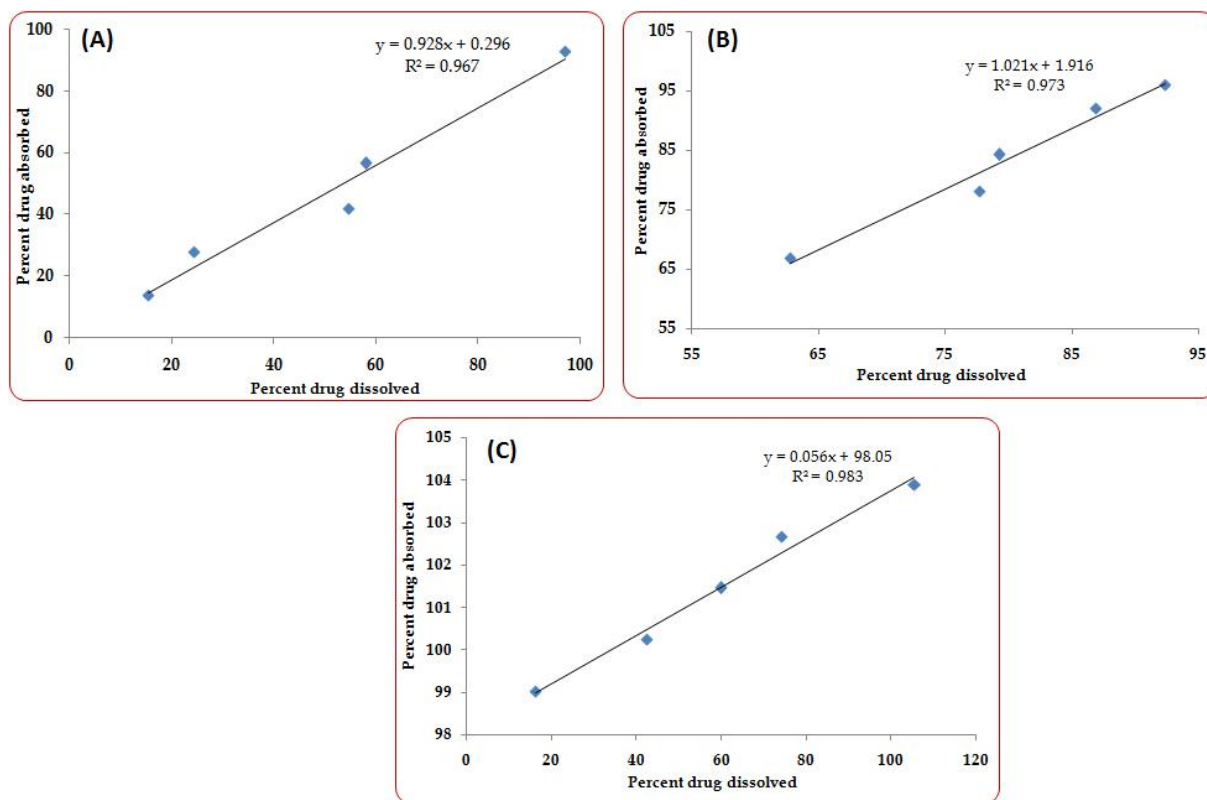 (A)
y = 0.928x + 0.296
R² = 0.967
Percent drug absorbed
100
80
60
40
20
0
0 20 40 60 80 100
Percent drug dissolved
(B)
y = 1.021x + 1.916
R² = 0.973
Percent drug absorbed
105
95
85
75
65
55
55 65 75 85 95
Percent drug dissolved
(C)
y = 0.056x + 98.05
R² = 0.983
Percent drug absorbed
105
104
103
102
101
100
99
98
0 20 40 60 80 100 120
Percent drug dissolved